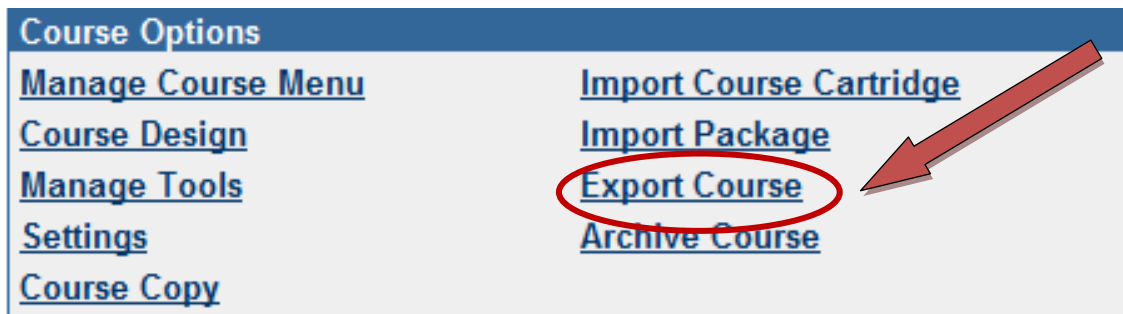 Course Options
Manage Course Menu
Course Design
Manage Tools
Settings
Course Copy
Import Course Cartridge
Import Package
Export Course
Archive Course